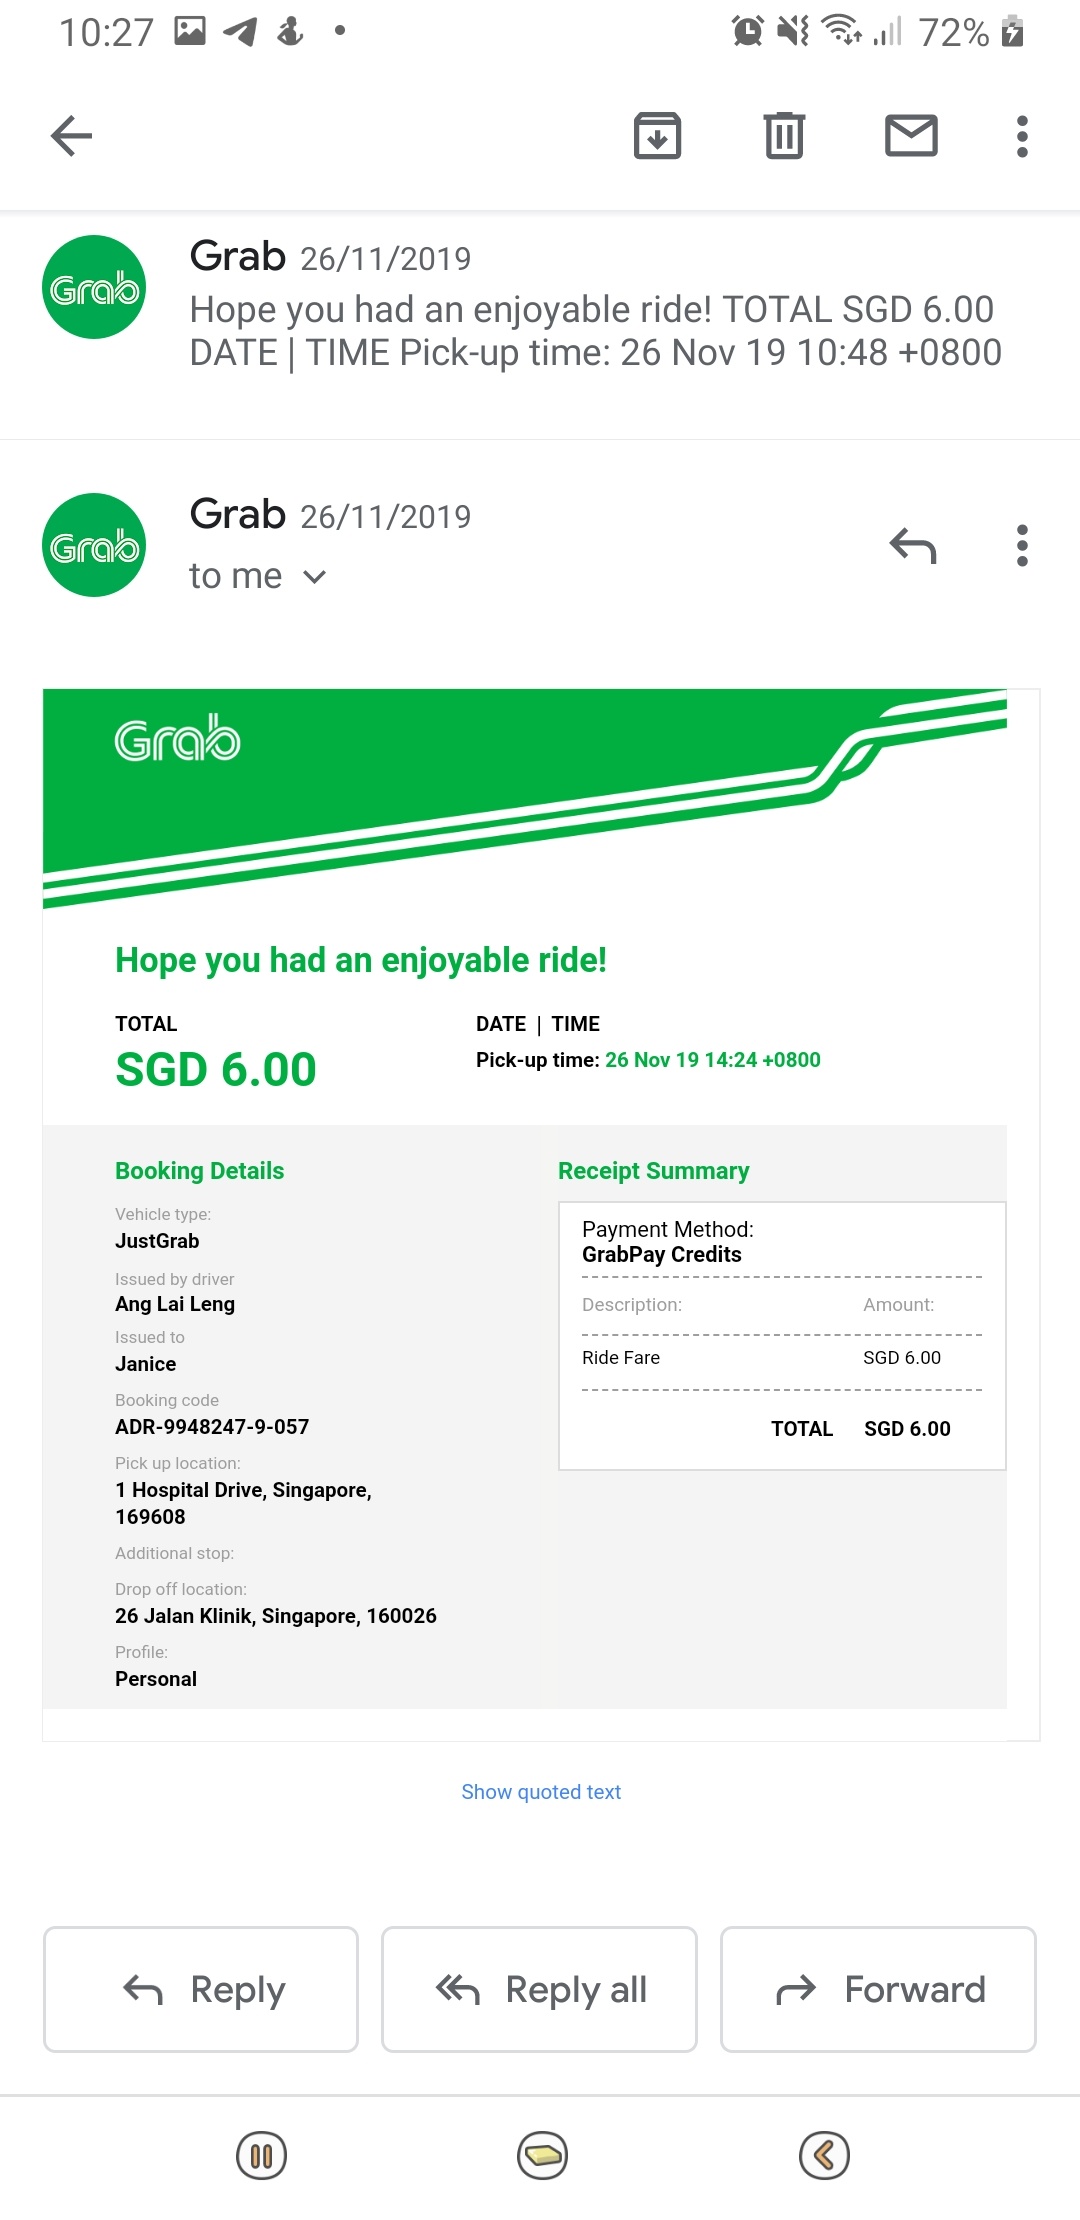 10:27
72%
Grab
Grab 26/11/2019
Hope you had an enjoyable ride! TOTAL SGD 6.00
DATE | TIME Pick-up time: 26 Nov 19 10:48 +0800
Grab
Grab 26/11/2019
to me
Grab
Hope you had an enjoyable ride!
TOTAL
SGD 6.00
DATE | TIME
Pick-up time: 26 Nov 19 14:24 +0800
Booking Details
Vehicle type:
JustGrab
Issued by driver
Ang Lai Leng
Issued to
Janice
Booking code
ADR-9948247-9-057
Pick up location:
1 Hospital Drive, Singapore,
169608
Additional stop:
Drop off location:
26 Jalan Klinik, Singapore, 160026
Profile:
Personal
Receipt Summary
Payment Method:
GrabPay Credits
Description: Amount:
Ride Fare SGD 6.00
TOTAL SGD 6.00
Show quoted text
Reply
Reply all
Forward